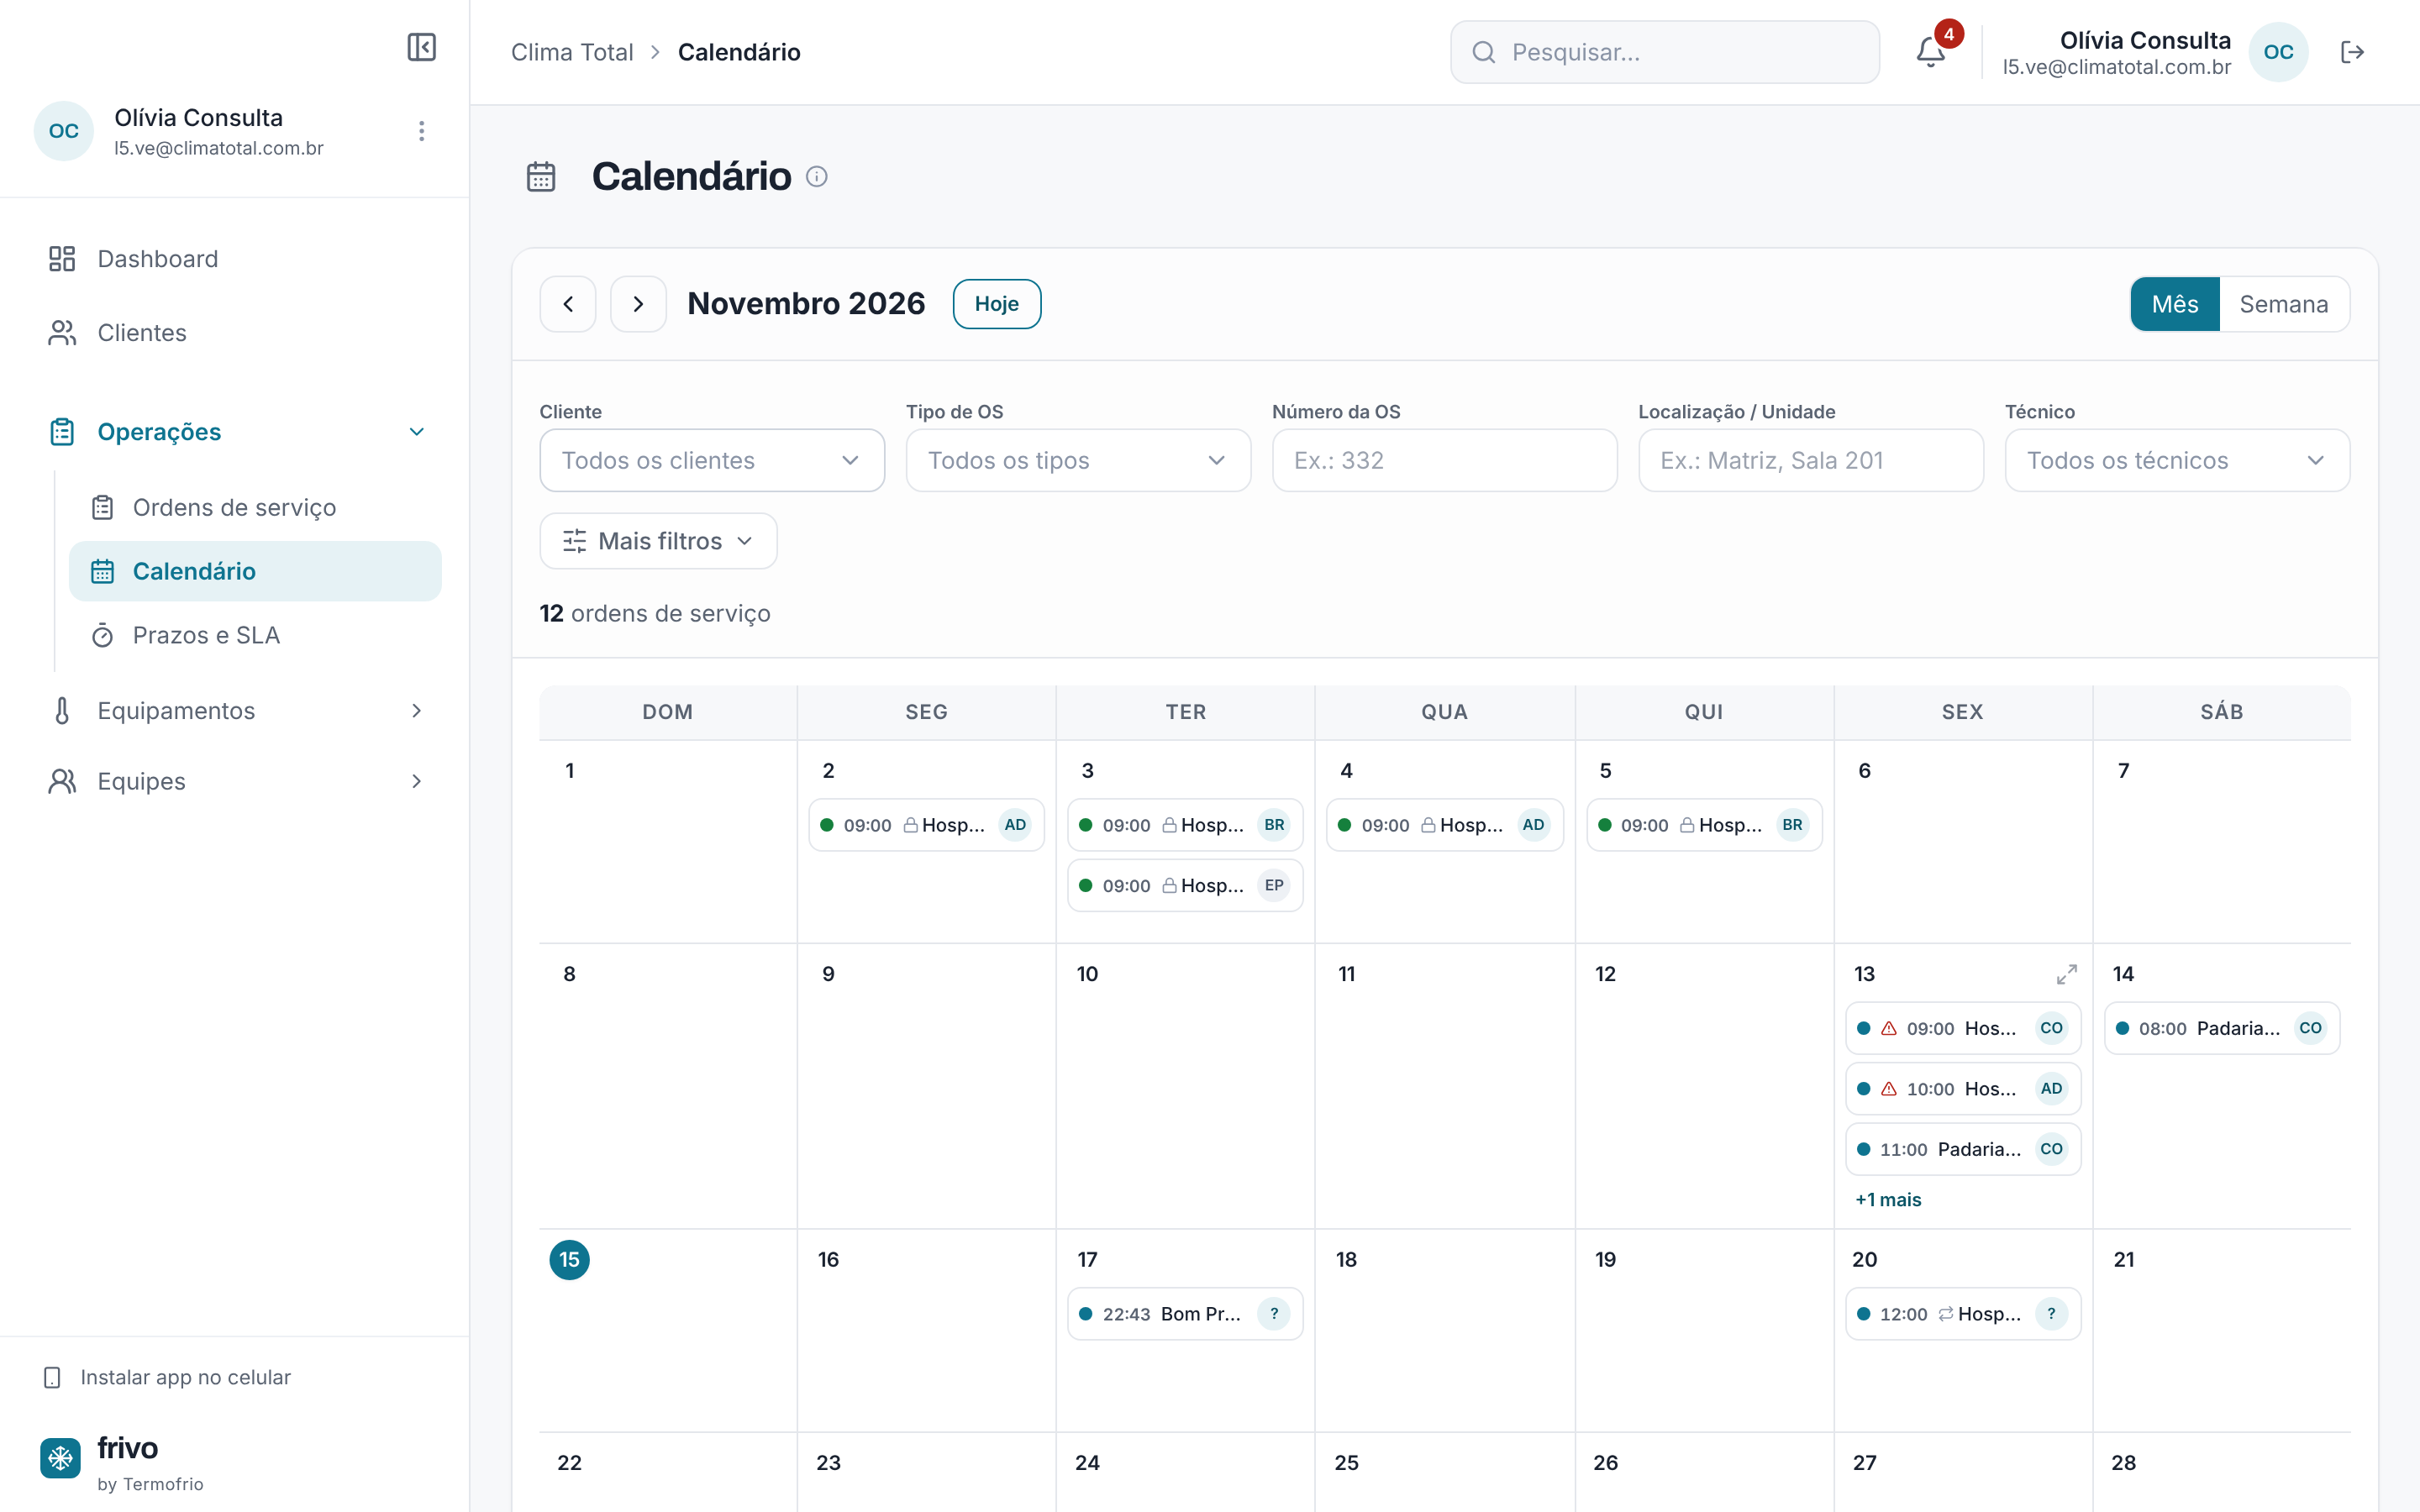 Clima Total > Calendário
Pesquisar...
4
Olívia Consulta
l5.ve@climatotal.com.br
OC
OC
Olívia Consulta
l5.ve@climatotal.com.br
Dashboard
Clientes
Operações
Ordens de serviço
Calendário
Prazos e SLA
Equipamentos
Equipes
Instalar app no celular
frivo
by Termofrio
Calendário
Novembro 2026
Hoje
Mês
Semana
Cliente
Todos os clientes
Tipo de OS
Todos os tipos
Número da OS
Ex.: 332
Localização / Unidade
Ex.: Matriz, Sala 201
Técnico
Todos os técnicos
Mais filtros
12 ordens de serviço
DOM SEG TER QUA QUI SEX SÁB
1
2
09:00 Hosp... AD
3
09:00 Hosp... BR
09:00 Hosp... EP
4
09:00 Hosp... AD
5
09:00 Hosp... BR
6
7
8
9
10
11
12
13
09:00 Hos... CO
10:00 Hos... AD
11:00 Padaria... CO
+1 mais
14
08:00 Padaria... CO
15
16
17
22:43 Bom Pr... ?
18
19
20
12:00 Hosp... ?
21
22
23
24
25
26
27
28